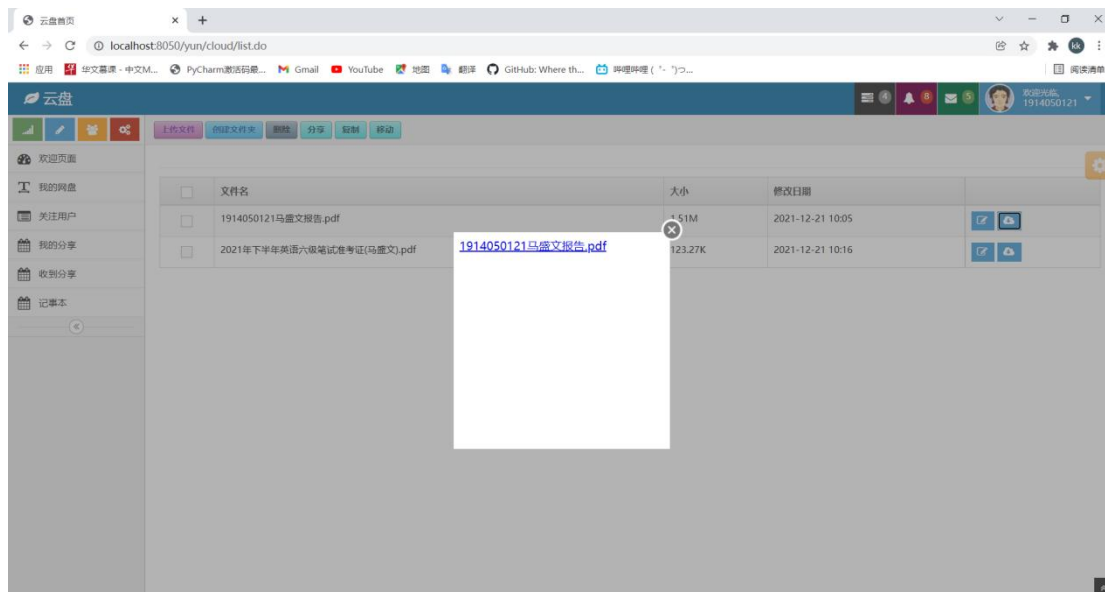 云盘首页
localhost:8050/yun/cloud/list.do
kk
应用 华文慕课 - 中文M... PyCharm激活码最... Gmail YouTube 地图 翻译 GitHub: Where th... 哔哩哔哩 ( ゜- ゜)つ... 阅读清单
云盘 4 8 5 欢迎光临,
1914050121
上传文件 创建文件夹 删除 分享 复制 移动
欢迎页面
我的网盘
关注用户
我的分享
收到分享
记事本
文件名 大小 修改日期
1914050121马盛文报告.pdf 1.51M 2021-12-21 10:05
2021年下半年英语六级笔试准考证(马盛文).pdf 123.27K 2021-12-21 10:16
1914050121马盛文报告.pdf